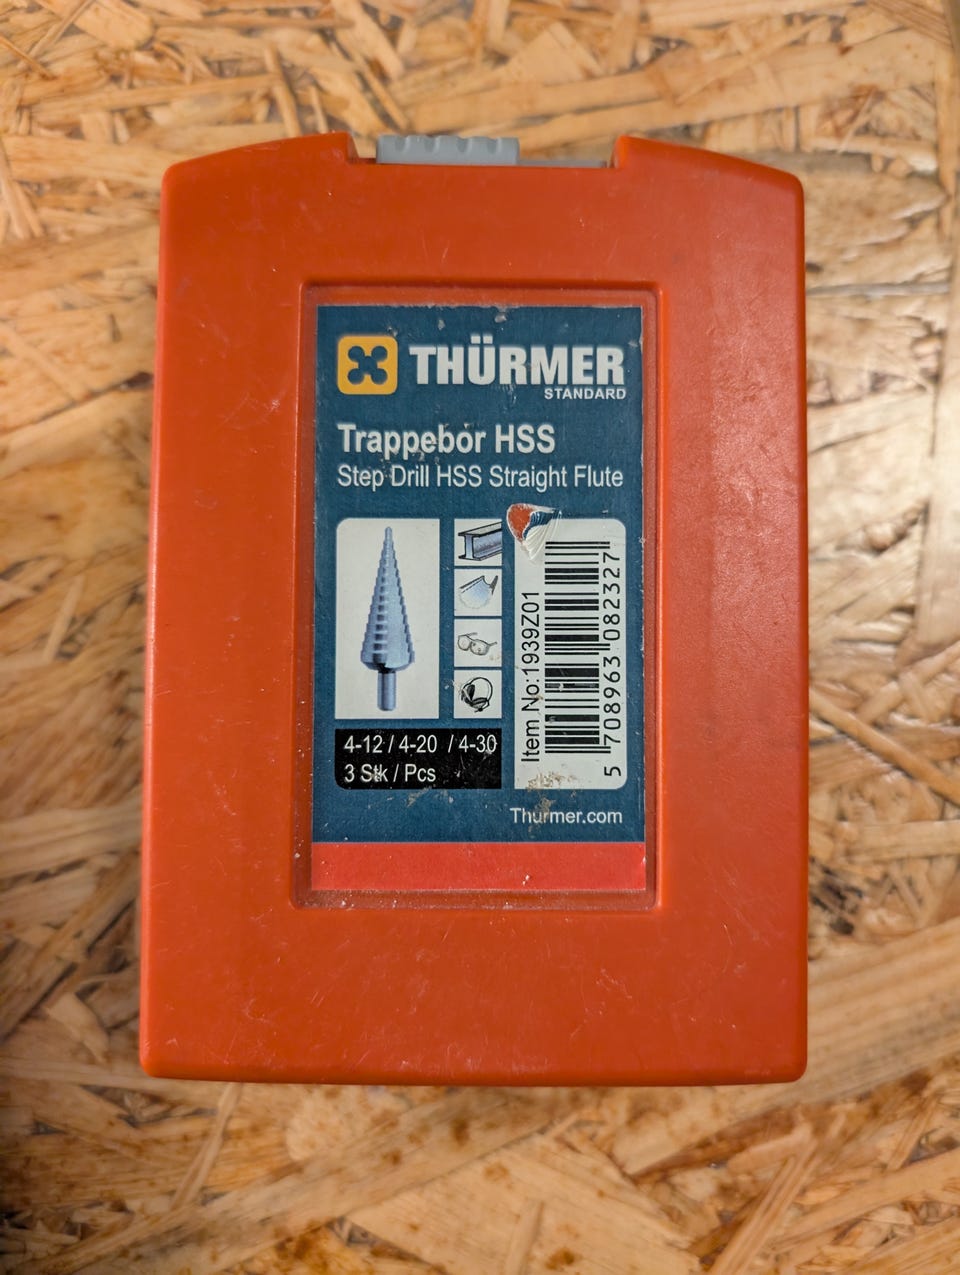 THÜRMER
STANDARD
Trappebor HSS
Step Drill HSS Straight Flute
4-12 / 4-20 / 4-30
3 Stk / Pcs
Item No:1939Z01
5 708963 082327
Thürmer.com